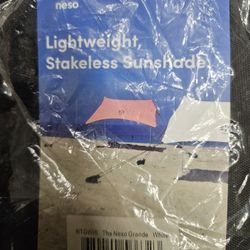 neso
Lightweight,
Stakeless Sunshade.
The Neso Grande White